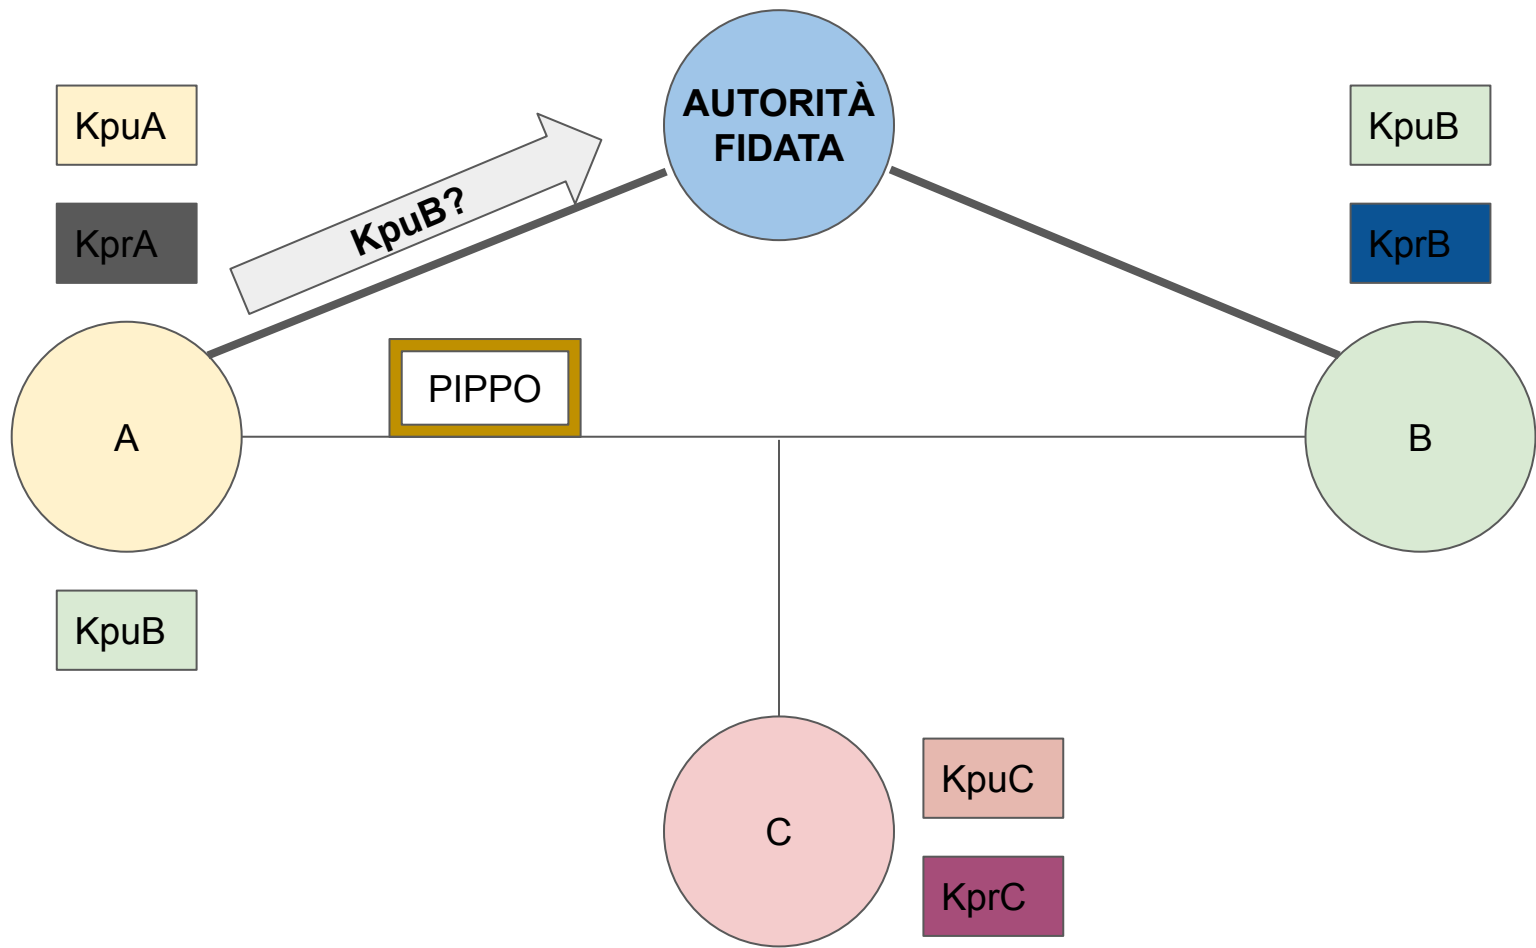 AUTORITÀ
FIDATA
KpuA
KprA
KpuB?
KpuB
KprB
PIPPO
A
B
KpuB
C
KpuC
KprC